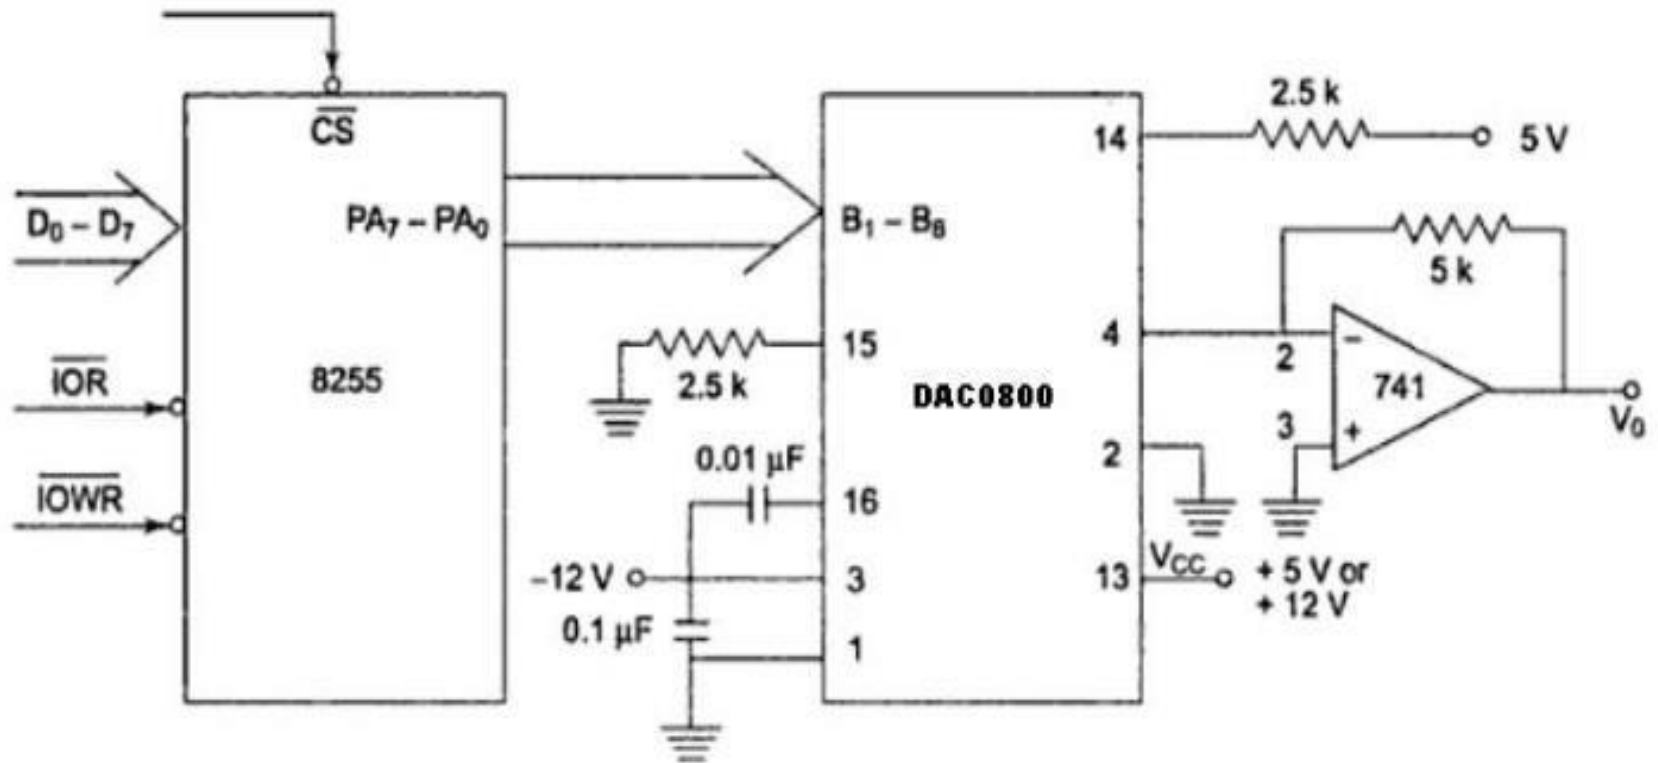 CS
D0 – D7
PA7 – PA0
IOR
8255
IOWR
B1 – B8
15
2.5 k
DAC0800
0.01 µF
16
–12 V
3
0.1 µF
1
14
2.5 k
5 V
5 k
4
2
–
741
3
+
2
V0
13
VCC
+ 5 V or
+ 12 V